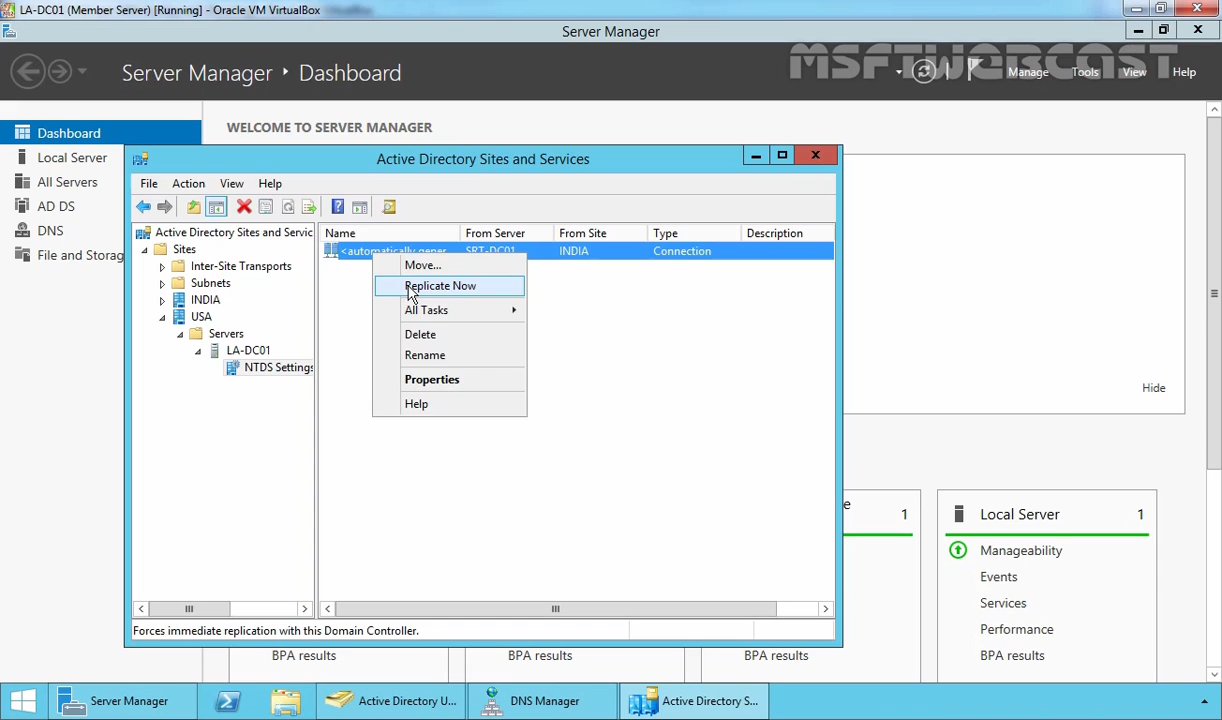 LA-DC01 (Member Server) [Running] - Oracle VM VirtualBox
Server Manager
Server Manager ‣ Dashboard
MSFTWEBCAST
Manage
Tools
View
Help
Dashboard
Local Server
All Servers
AD DS
DNS
File and Storag
WELCOME TO SERVER MANAGER
Active Directory Sites and Services
File Action View Help
Active Directory Sites and Servic
Sites
Inter-Site Transports
Subnets
INDIA
USA
Servers
LA-DC01
NTDS Settings
Name From Server From Site Type Description
<automatically gener... SRT-DC01 INDIA Connection
Move...
Replicate Now
All Tasks
Delete
Rename
Properties
Help
Forces immediate replication with this Domain Controller.
Hide
1
Local Server 1
Manageability
Events
Services
Performance
BPA results
BPA results
BPA results
BPA results
Server Manager
Active Directory U...
DNS Manager
Active Directory S...